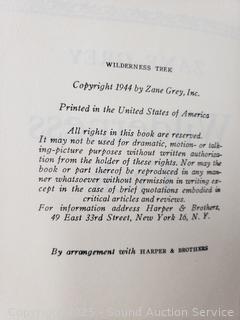 WILDERNESS TREK
Copyright 1944 by Zane Grey, Inc.
Printed in the United States of America
All rights in this book are reserved.
It may not be used for dramatic, motion- or talk-
ing-picture purposes without written authoriza-
tion from the holder of these rights. Nor may the
book or part thereof be reproduced in any man-
ner whatsoever without permission in writing ex-
cept in the case of brief quotations embodied in
critical articles and reviews.
For information address Harper & Brothers,
49 East 33rd Street, New York 16, N. Y.
By arrangement with HARPER & BROTHERS